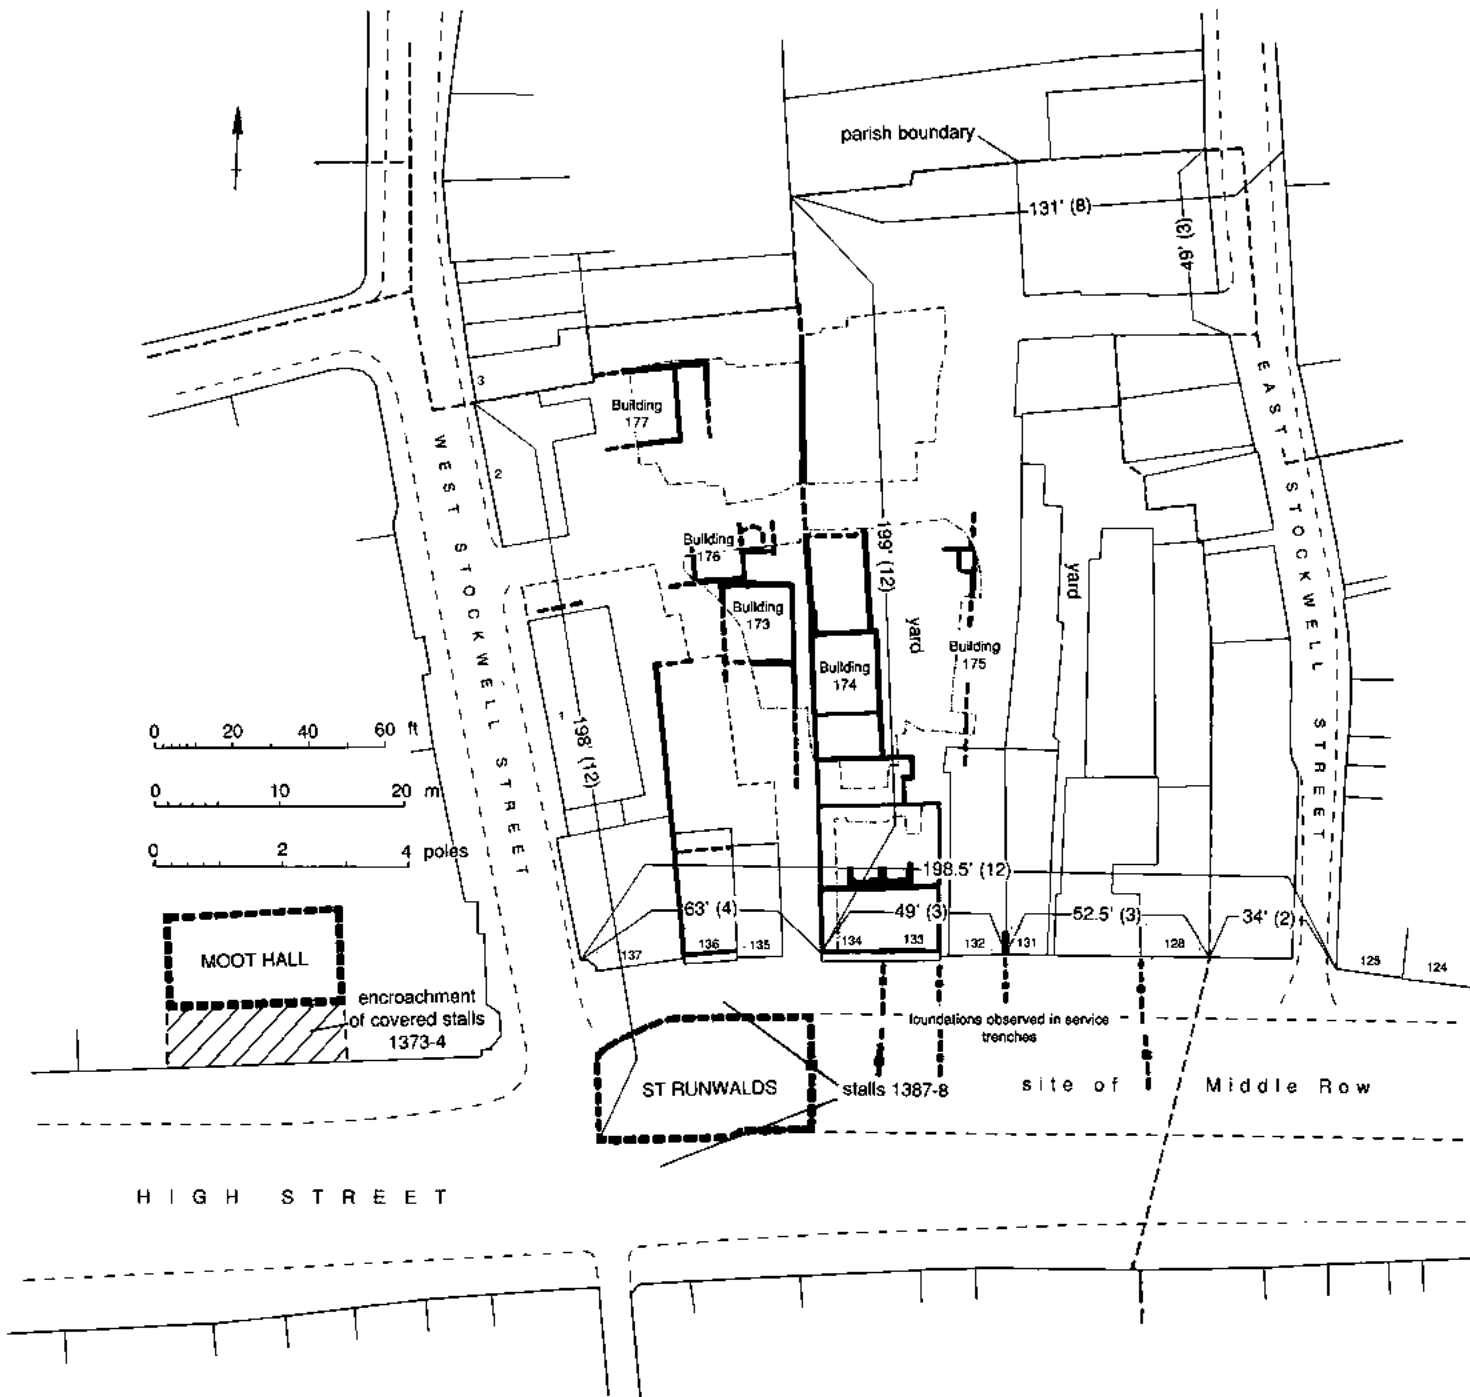 parish boundary
131' (8)
49' (3)
3
Building
177
2
WEST STOCKWELL STREET
EAST STOCKWELL STREET
Building
176
199' (12)
yard
Building
173
yard
Building
175
Building
174
1
198' (12)
0 20 40 60 ft
0 10 20 m
0 2 4 poles
198.5' (12)
63' (4)
49' (3)
52.5' (3)
34' (2)
137
136
135
134
133
132
131
128
125
124
MOOT HALL
encroachment
of covered stalls
1373-4
foundations observed in service
trenches
ST RUNWALDS
stalls 1387-8
site of Middle Row
HIGH STREET